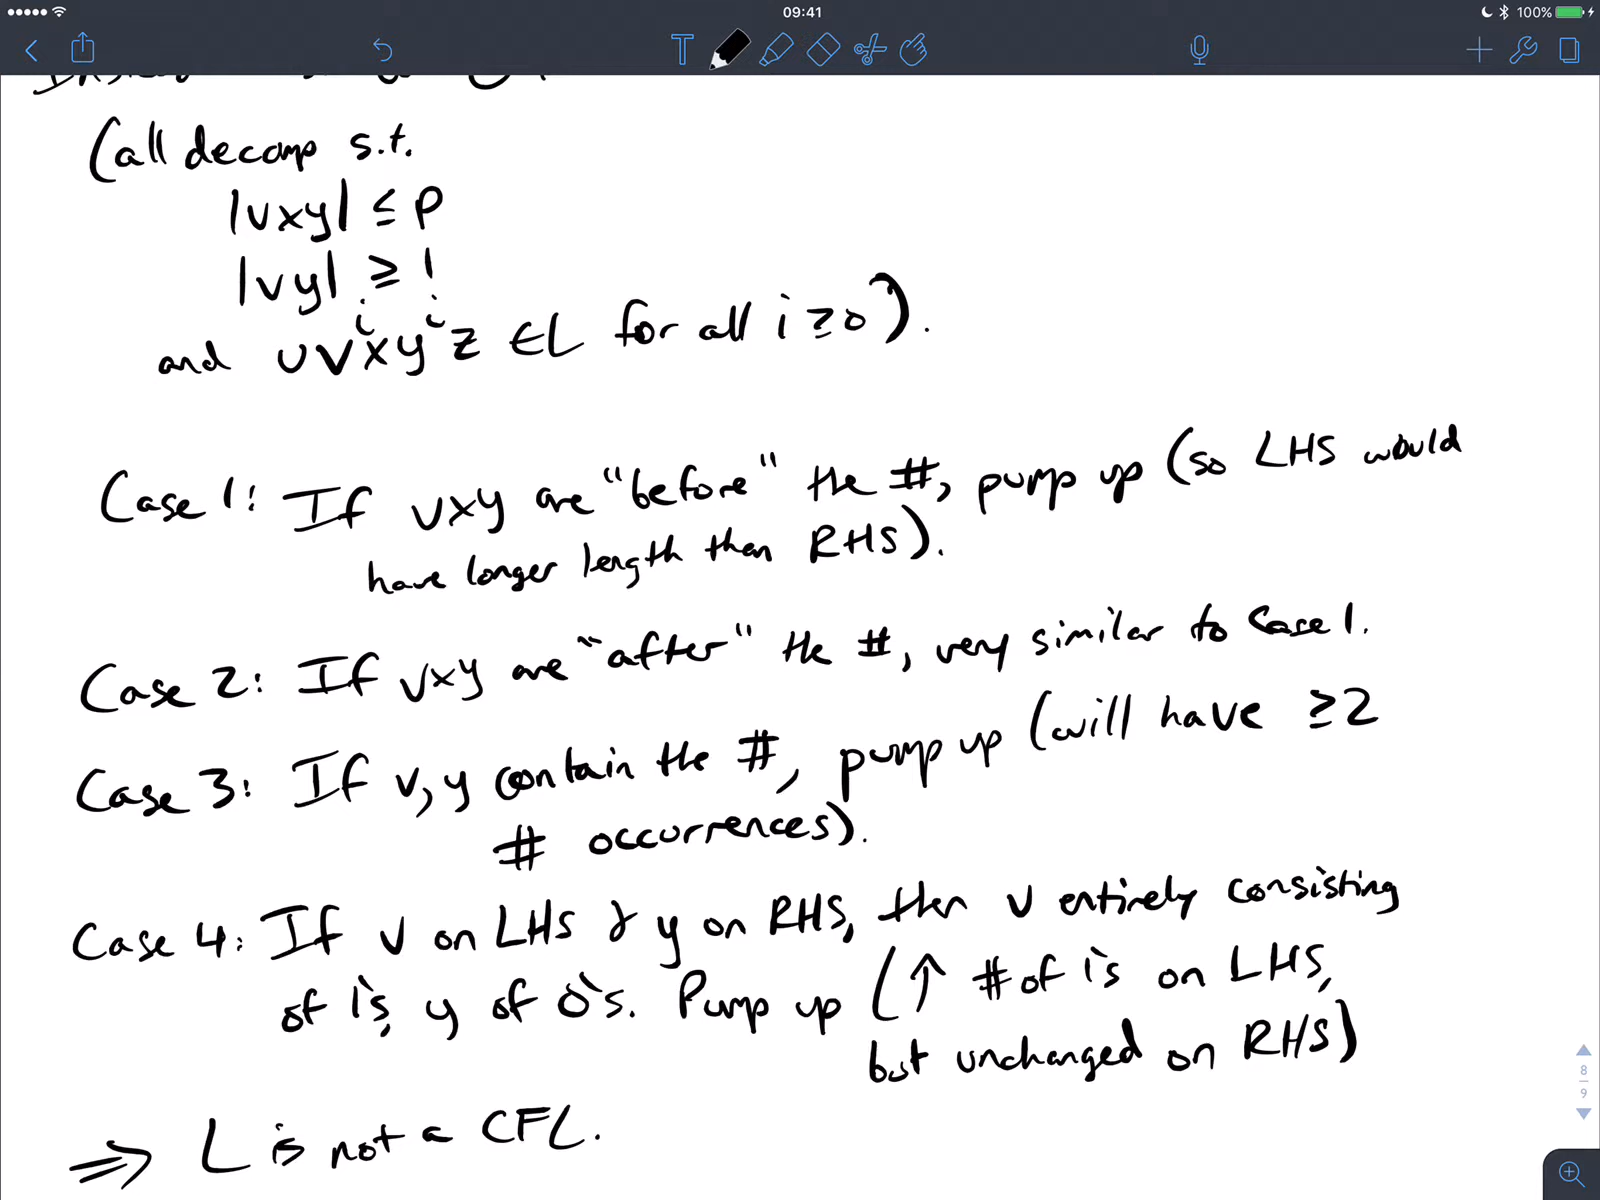 09:41
100%
(all decomp s.t.
|vxy| ≤ p
|vy| ≥ 1
and uvⁱxyⁱz ∈L for all i ≥0).
Case 1: If vxy are "before" the #, pump up (so LHS would
have longer length then RHS).
Case 2: If vxy are "after" the #, very similar to Case 1.
Case 3: If v,y contain the #, pump up (will have ≥2
# occurrences).
Case 4: If v on LHS & y on RHS, then v entirely consisting
of 1's, y of 0's. Pump up (↑ # of 1's on LHS,
but unchanged on RHS)
⇒ L is not a CFL.
8
9